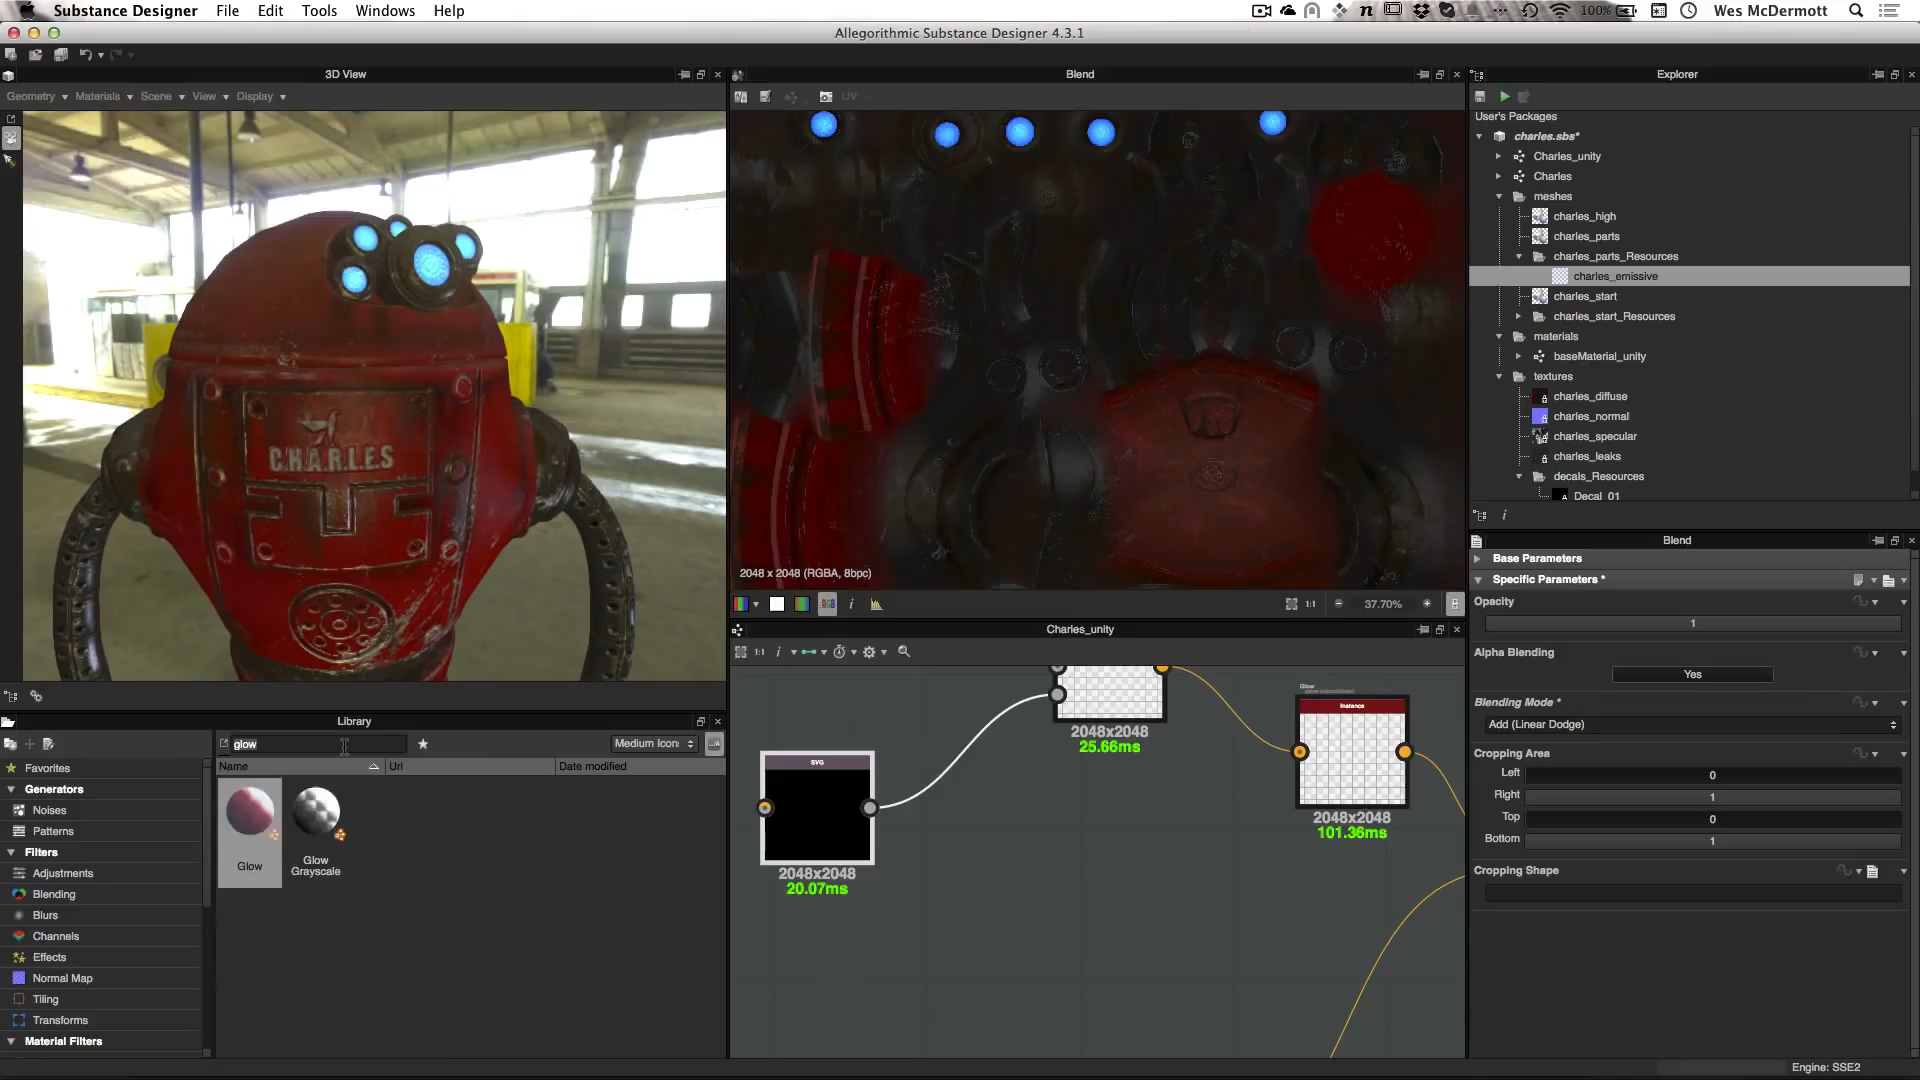 Substance Designer File Edit Tools Windows Help
100%
Wes McDermott
Allegorithmic Substance Designer 4.3.1
3D View
Geometry Materials Scene View Display
C.H.A.R.L.E.S
Library
glow
Medium Icon:
Name Url Date modified
Favorites
Generators
Noises
Patterns
Filters
Adjustments
Blending
Blurs
Channels
Effects
Normal Map
Tiling
Transforms
Material Filters
Glow
Glow
Grayscale
Blend
UV
2048 x 2048 (RGBA, 8bpc)
1:1
37.70%
Charles_unity
1:1
SVG
2048x2048
20.07ms
2048x2048
25.66ms
Glow
Instance
2048x2048
101.36ms
Explorer
User's Packages
charles.sbs*
Charles_unity
Charles
meshes
charles_high
charles_parts
charles_parts_Resources
charles_emissive
charles_start
charles_start_Resources
materials
baseMaterial_unity
textures
charles_diffuse
charles_normal
charles_specular
charles_leaks
decals_Resources
Decal_01
Blend
Base Parameters
Specific Parameters *
Opacity
1
Alpha Blending
Yes
Blending Mode *
Add (Linear Dodge)
Cropping Area
Left 0
Right 1
Top 0
Bottom 1
Cropping Shape
Engine: SSE2